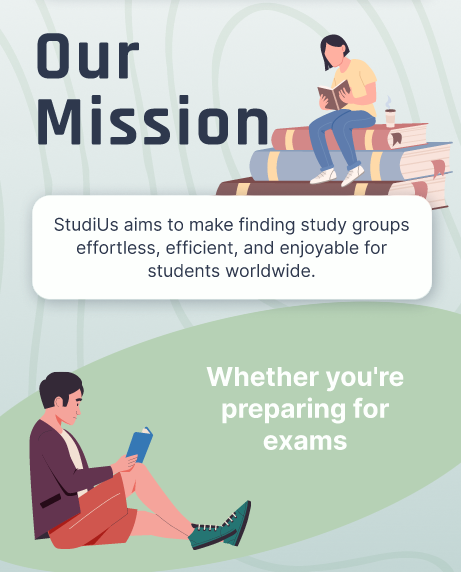 Our
Mission
StudiUs aims to make finding study groups
effortless, efficient, and enjoyable for
students worldwide.
Whether you're
preparing for
exams